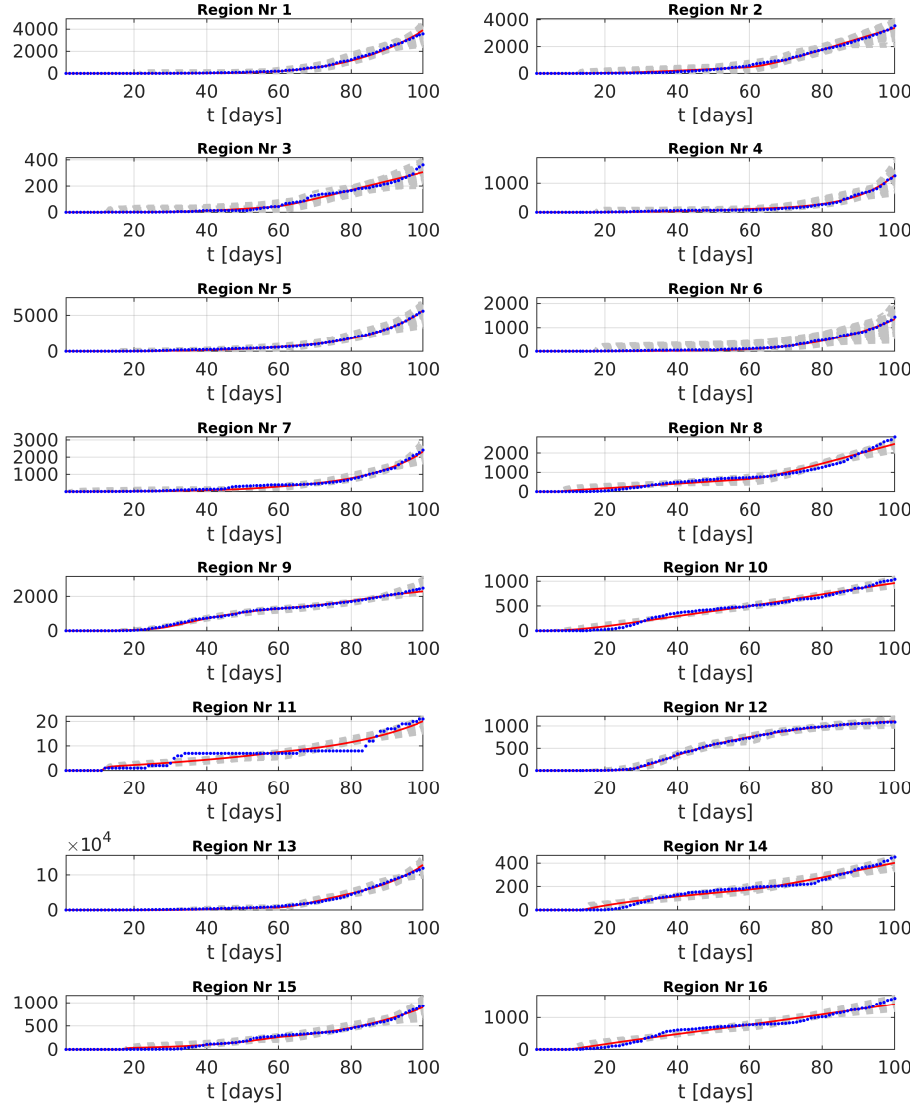 Region Nr 1 Region Nr 2
4000 4000
2000 2000
0 0
20 40 60 80 100 20 40 60 80 100
t [days] t [days]
Region Nr 3 Region Nr 4
400
200 1000
0 0
20 40 60 80 100 20 40 60 80 100
t [days] t [days]
Region Nr 5 Region Nr 6
2000
5000 1000
0 0
20 40 60 80 100 20 40 60 80 100
t [days] t [days]
Region Nr 7 Region Nr 8
3000
2000 2000
1000 1000
0 0
20 40 60 80 100 20 40 60 80 100
t [days] t [days]
Region Nr 9 Region Nr 10
1000
2000 500
0 0
20 40 60 80 100 20 40 60 80 100
t [days] t [days]
Region Nr 11 Region Nr 12
20 1000
10 500
0 0
20 40 60 80 100 20 40 60 80 100
t [days] t [days]
×10⁴
Region Nr 13 Region Nr 14
10 400
5 200
0 0
20 40 60 80 100 20 40 60 80 100
t [days] t [days]
Region Nr 15 Region Nr 16
1000
500 1000
0 0
20 40 60 80 100 20 40 60 80 100
t [days] t [days]